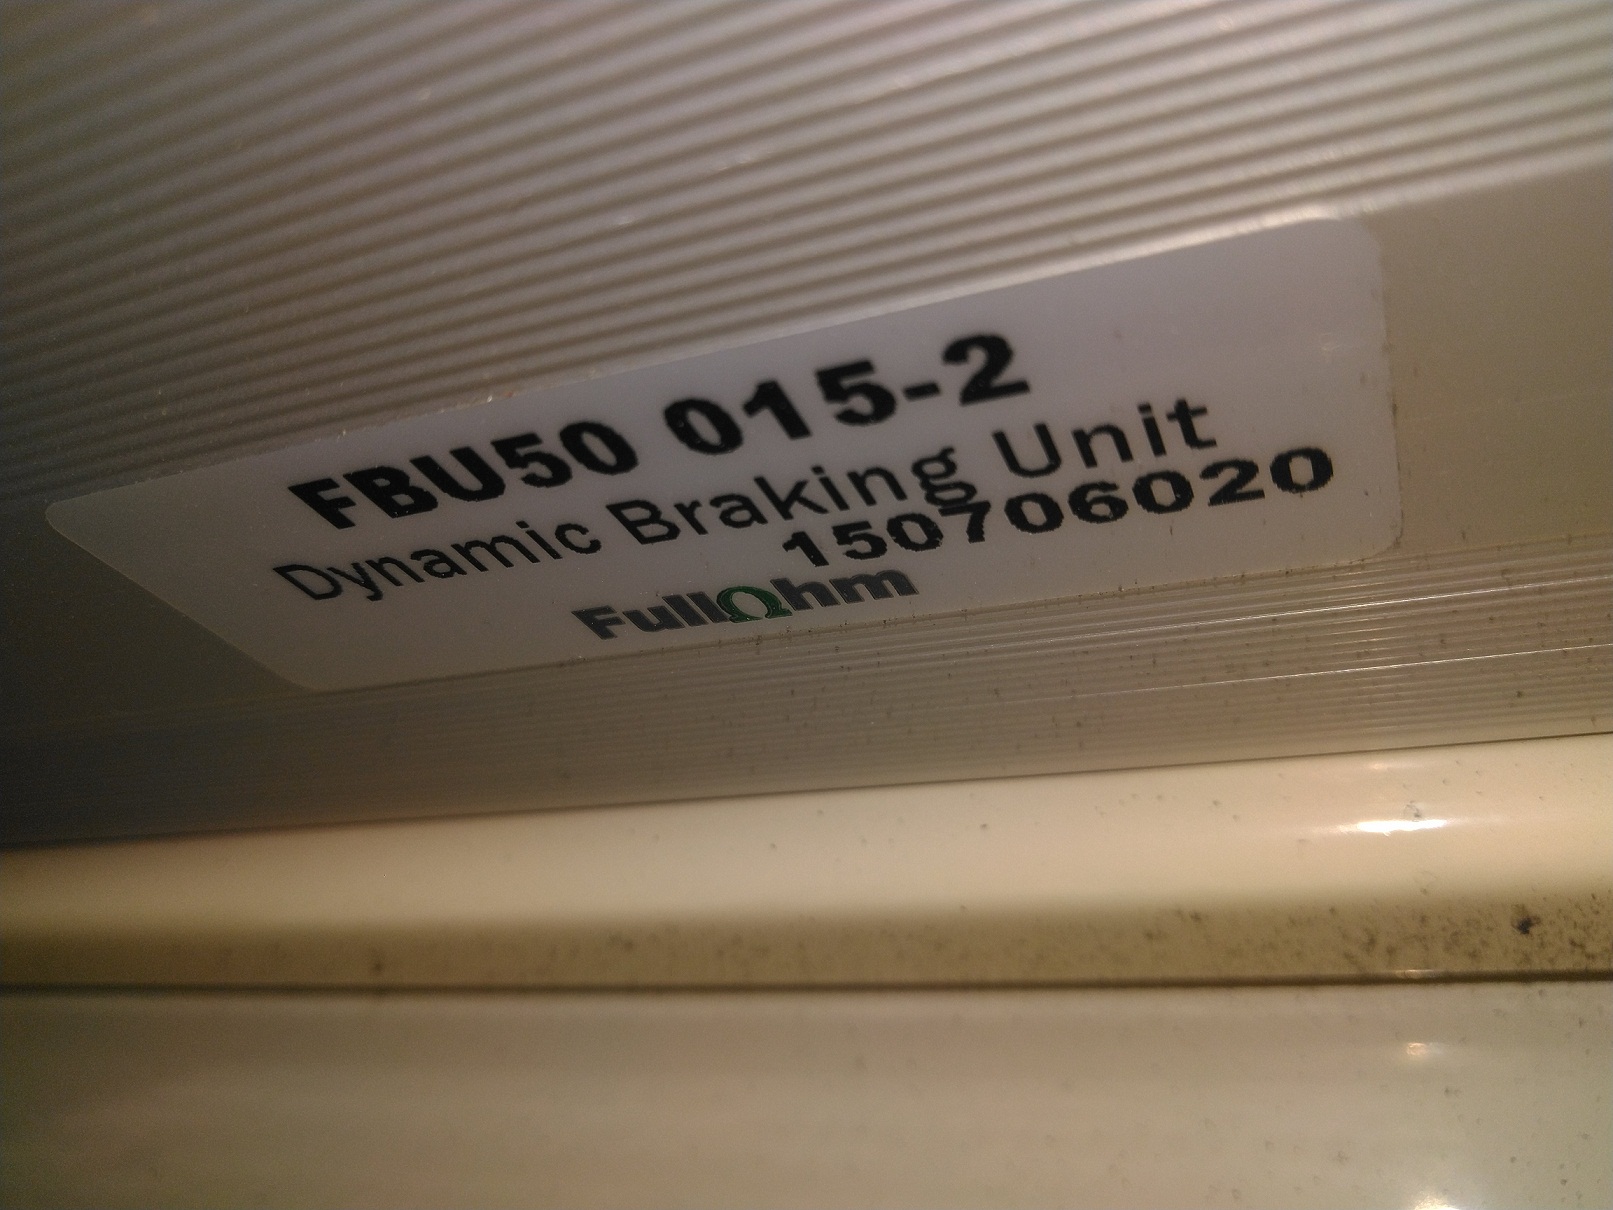 FBU50 015-2
Dynamic Braking Unit
150706020
FullΩhm